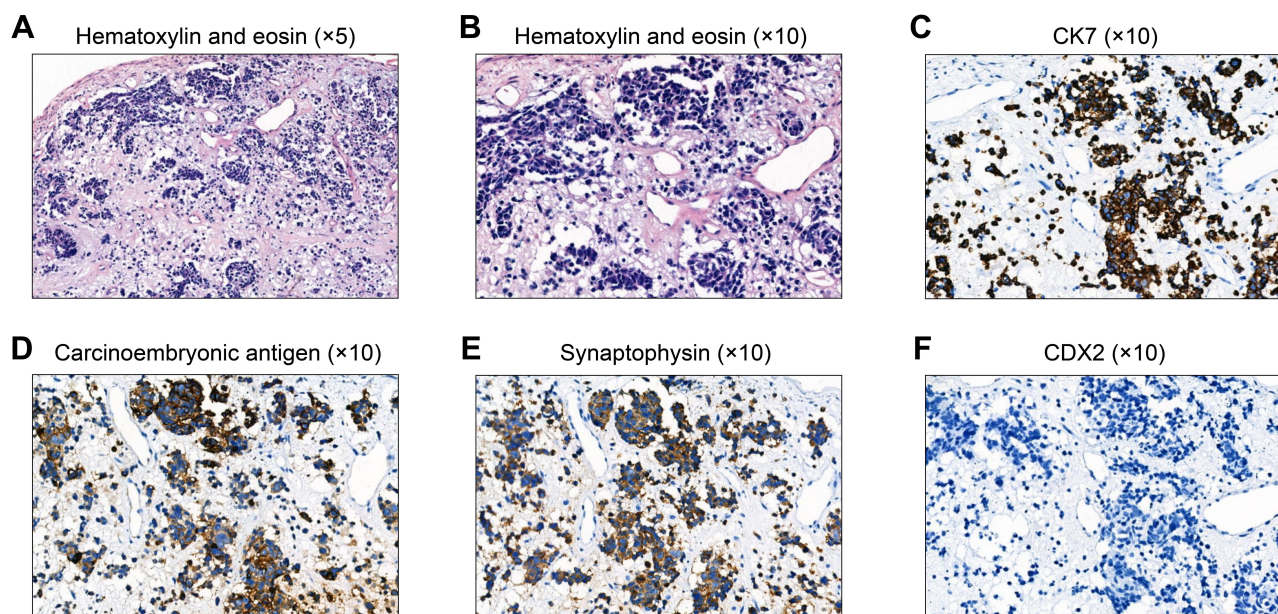 A Hematoxylin and eosin (×5)
B Hematoxylin and eosin (×10)
C CK7 (×10)
D Carcinoembryonic antigen (×10)
E Synaptophysin (×10)
F CDX2 (×10)